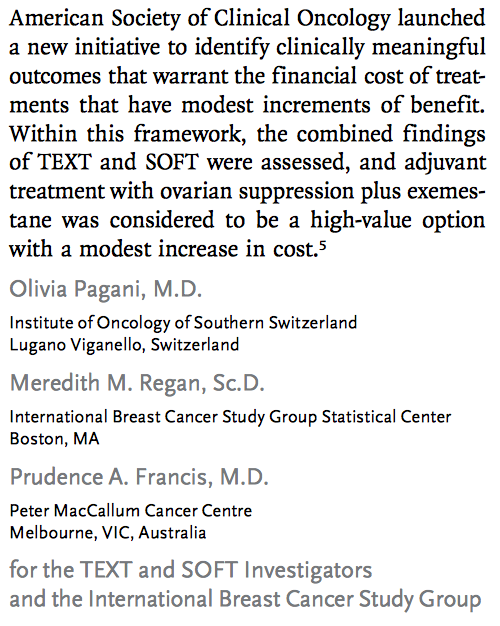 American Society of Clinical Oncology launched
a new initiative to identify clinically meaningful
outcomes that warrant the financial cost of treat-
ments that have modest increments of benefit.
Within this framework, the combined findings
of TEXT and SOFT were assessed, and adjuvant
treatment with ovarian suppression plus exemes-
tane was considered to be a high-value option
with a modest increase in cost.⁵
Olivia Pagani, M.D.
Institute of Oncology of Southern Switzerland
Lugano Viganello, Switzerland
Meredith M. Regan, Sc.D.
International Breast Cancer Study Group Statistical Center
Boston, MA
Prudence A. Francis, M.D.
Peter MacCallum Cancer Centre
Melbourne, VIC, Australia
for the TEXT and SOFT Investigators
and the International Breast Cancer Study Group